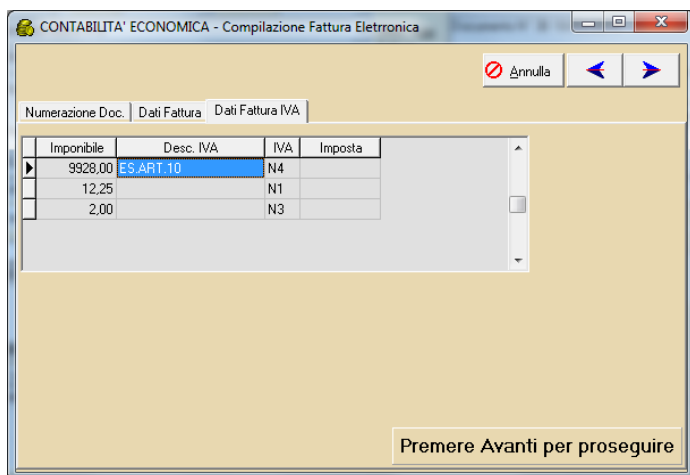 CONTABILITA' ECONOMICA - Compilazione Fattura Eletrronica
Annulla
Numerazione Doc. Dati Fattura Dati Fattura IVA
Imponibile Desc. IVA IVA Imposta
9928,00 ES.ART.10 N4
12,25 N1
2,00 N3
Premere Avanti per proseguire